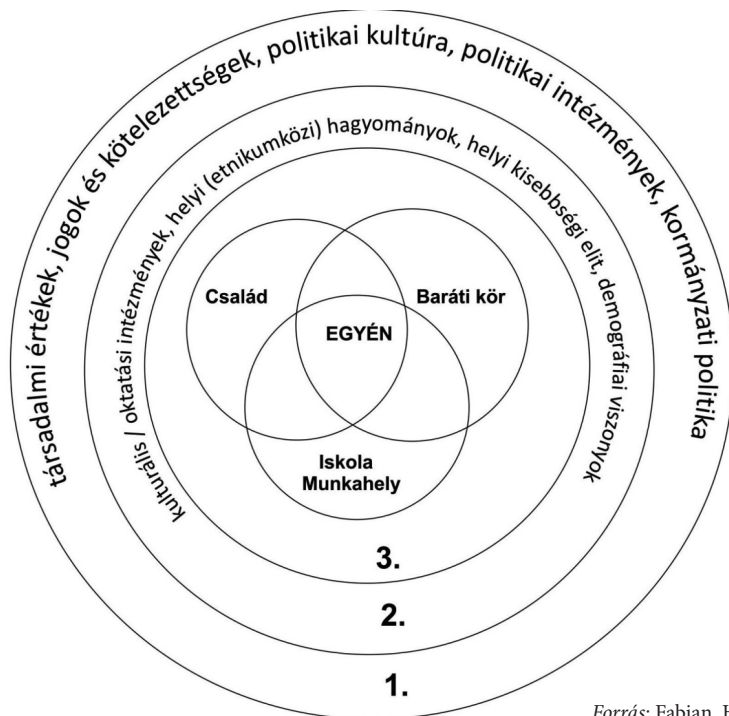 társadalmi értékek, jogok és kötelezettségek, politikai kultúra, politikai intézmények, kormányzati politika
kulturális / oktatási intézmények, helyi (etnikumközi) hagyományok, helyi kisebbségi elit, demográfiai viszonyok
Család
Baráti kör
EGYÉN
Iskola
Munkahely
3.
2.
1.
Forrás: Fabian, H